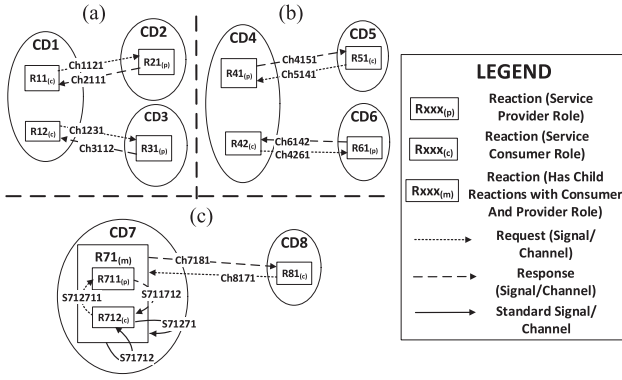 (a)
CD1
CD2
R11(c)
Ch1121
R21(p)
Ch2111
R12(c)
Ch1231
CD3
Ch3112
R31(p)
(b)
CD4
CD5
R41(p)
Ch4151
R51(c)
Ch5141
R42(c)
Ch6142
CD6
Ch4261
R61(p)
(c)
CD7
R71(m)
Ch7181
CD8
R711(p)
Ch8171
R81(c)
S712711
S711712
R712(c)
S71271
S71712
LEGEND
Rxxx(p)
Reaction (Service
Provider Role)
Rxxx(c)
Reaction (Service
Consumer Role)
Rxxx(m)
Reaction (Has Child
Reactions with Consumer
And Provider Role)
Request (Signal/
Channel)
Response
(Signal/Channel)
Standard Signal/
Channel